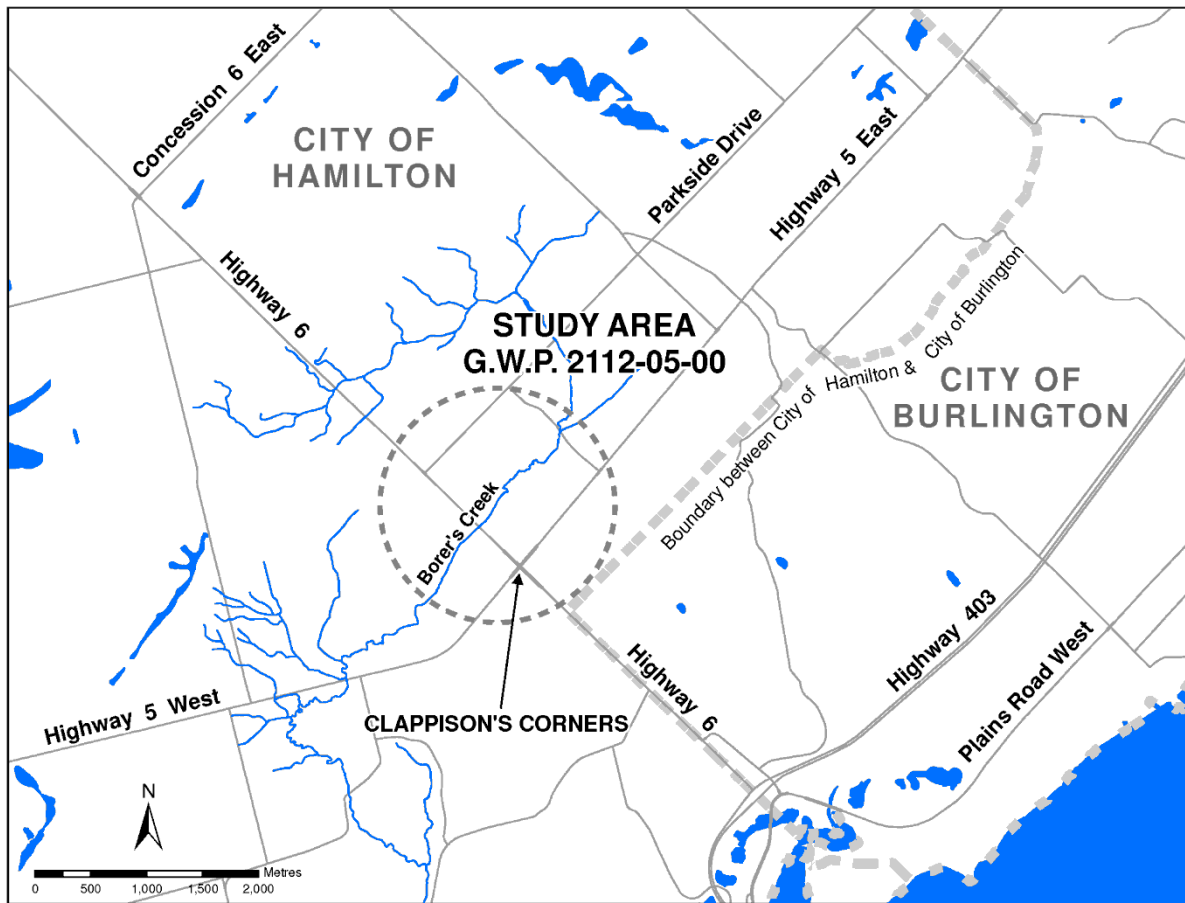 Concession 6 East
CITY OF
HAMILTON
Parkside Drive
Highway 5 East
Highway 6
STUDY AREA
G.W.P. 2112-05-00
Boundary between City of Hamilton & City of Burlington
CITY OF
BURLINGTON
Borer's Creek
Highway 403
Highway 6
Plains Road West
Highway 5 West
CLAPPISON'S CORNERS
N
Metres
0 500 1,000 1,500 2,000